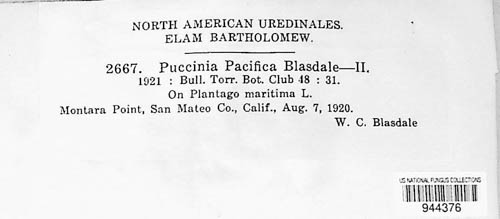 NORTH AMERICAN UREDINALES.
ELAM BARTHOLOMEW.
2667. Puccinia Pacifica Blasdale—II.
1921 : Bull. Torr. Bot. Club 48 : 31.
On Plantago maritima L.
Montara Point, San Mateo Co., Calif., Aug. 7, 1920.
W. C. Blasdale
US NATIONAL FUNGUS COLLECTIONS
944376